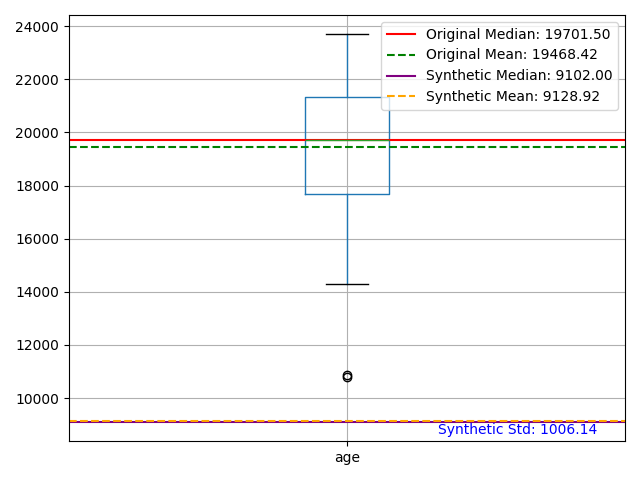 24000
22000
20000
18000
16000
14000
12000
10000
Original Median: 19701.50
Original Mean: 19468.42
Synthetic Median: 9102.00
Synthetic Mean: 9128.92
Synthetic Std: 1006.14
age